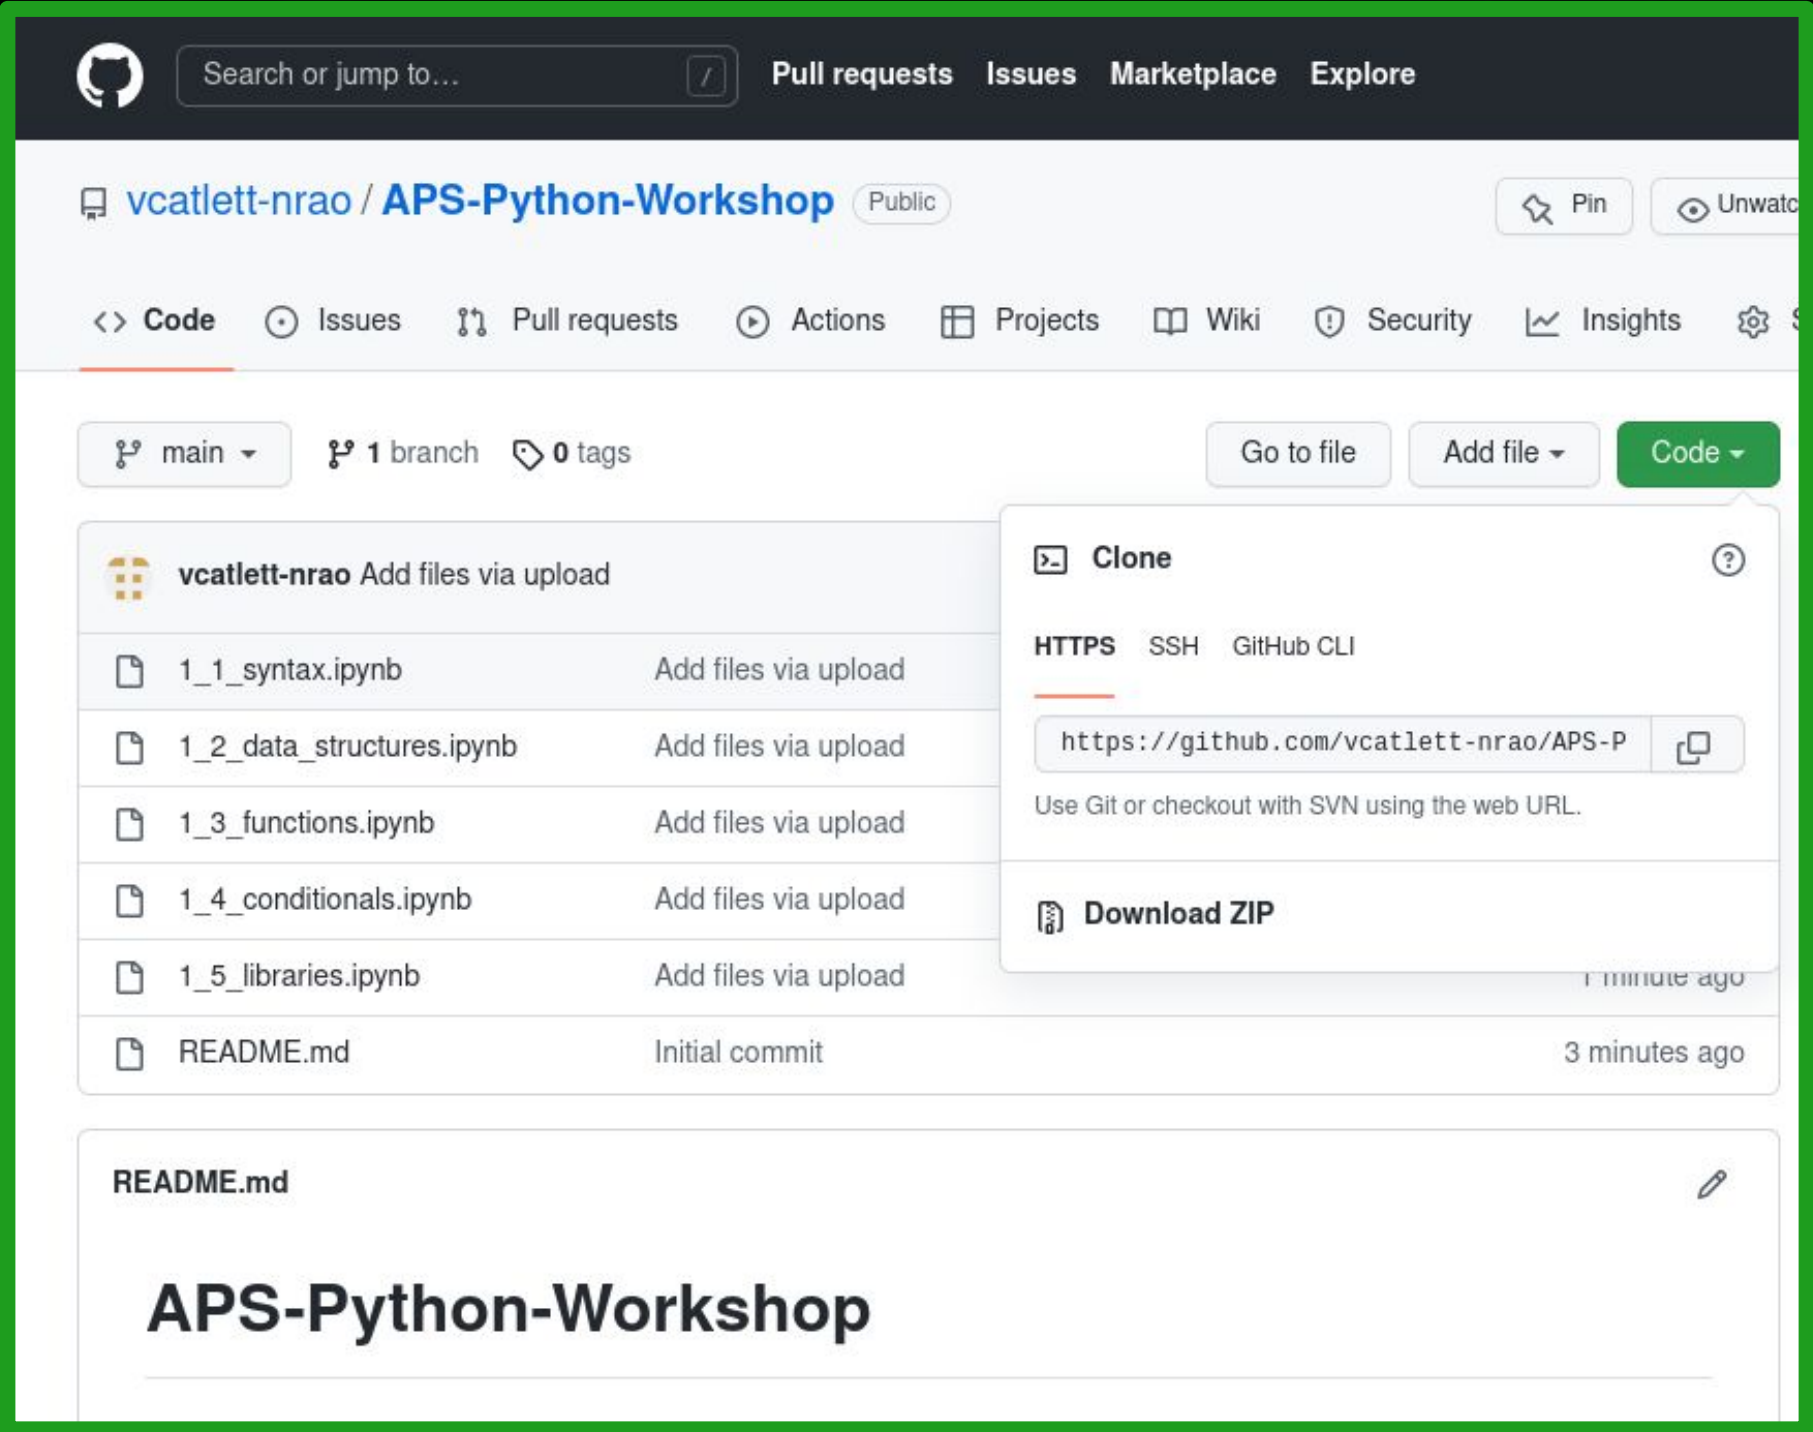 Search or jump to... / Pull requests Issues Marketplace Explore
vcatlett-nrao / APS-Python-Workshop Public Pin Unwatc
Code Issues Pull requests Actions Projects Wiki Security Insights
main 1 branch 0 tags Go to file Add file Code
vcatlett-nrao Add files via upload
1_1_syntax.ipynb Add files via upload
1_2_data_structures.ipynb Add files via upload
1_3_functions.ipynb Add files via upload
1_4_conditionals.ipynb Add files via upload
1_5_libraries.ipynb Add files via upload 1 minute ago
README.md Initial commit 3 minutes ago
Clone
HTTPS SSH GitHub CLI
https://github.com/vcatlett-nrao/APS-P
Use Git or checkout with SVN using the web URL.
Download ZIP
README.md
APS-Python-Workshop